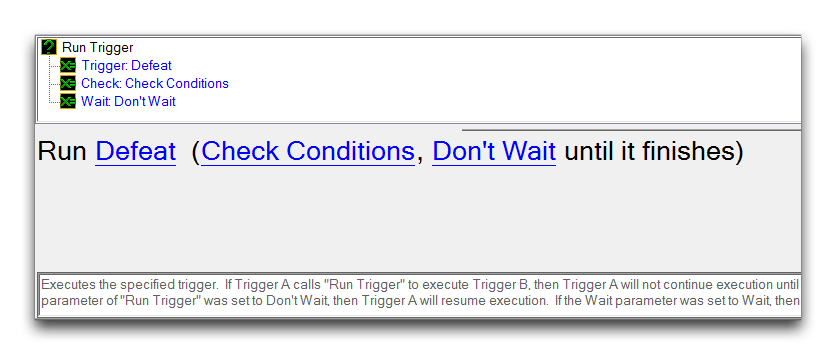 Run Trigger
Trigger: Defeat
Check: Check Conditions
Wait: Don't Wait
Run Defeat (Check Conditions, Don't Wait until it finishes)
Executes the specified trigger. If Trigger A calls "Run Trigger" to execute Trigger B, then Trigger A will not continue execution until
parameter of "Run Trigger" was set to Don't Wait, then Trigger A will resume execution. If the Wait parameter was set to Wait, then